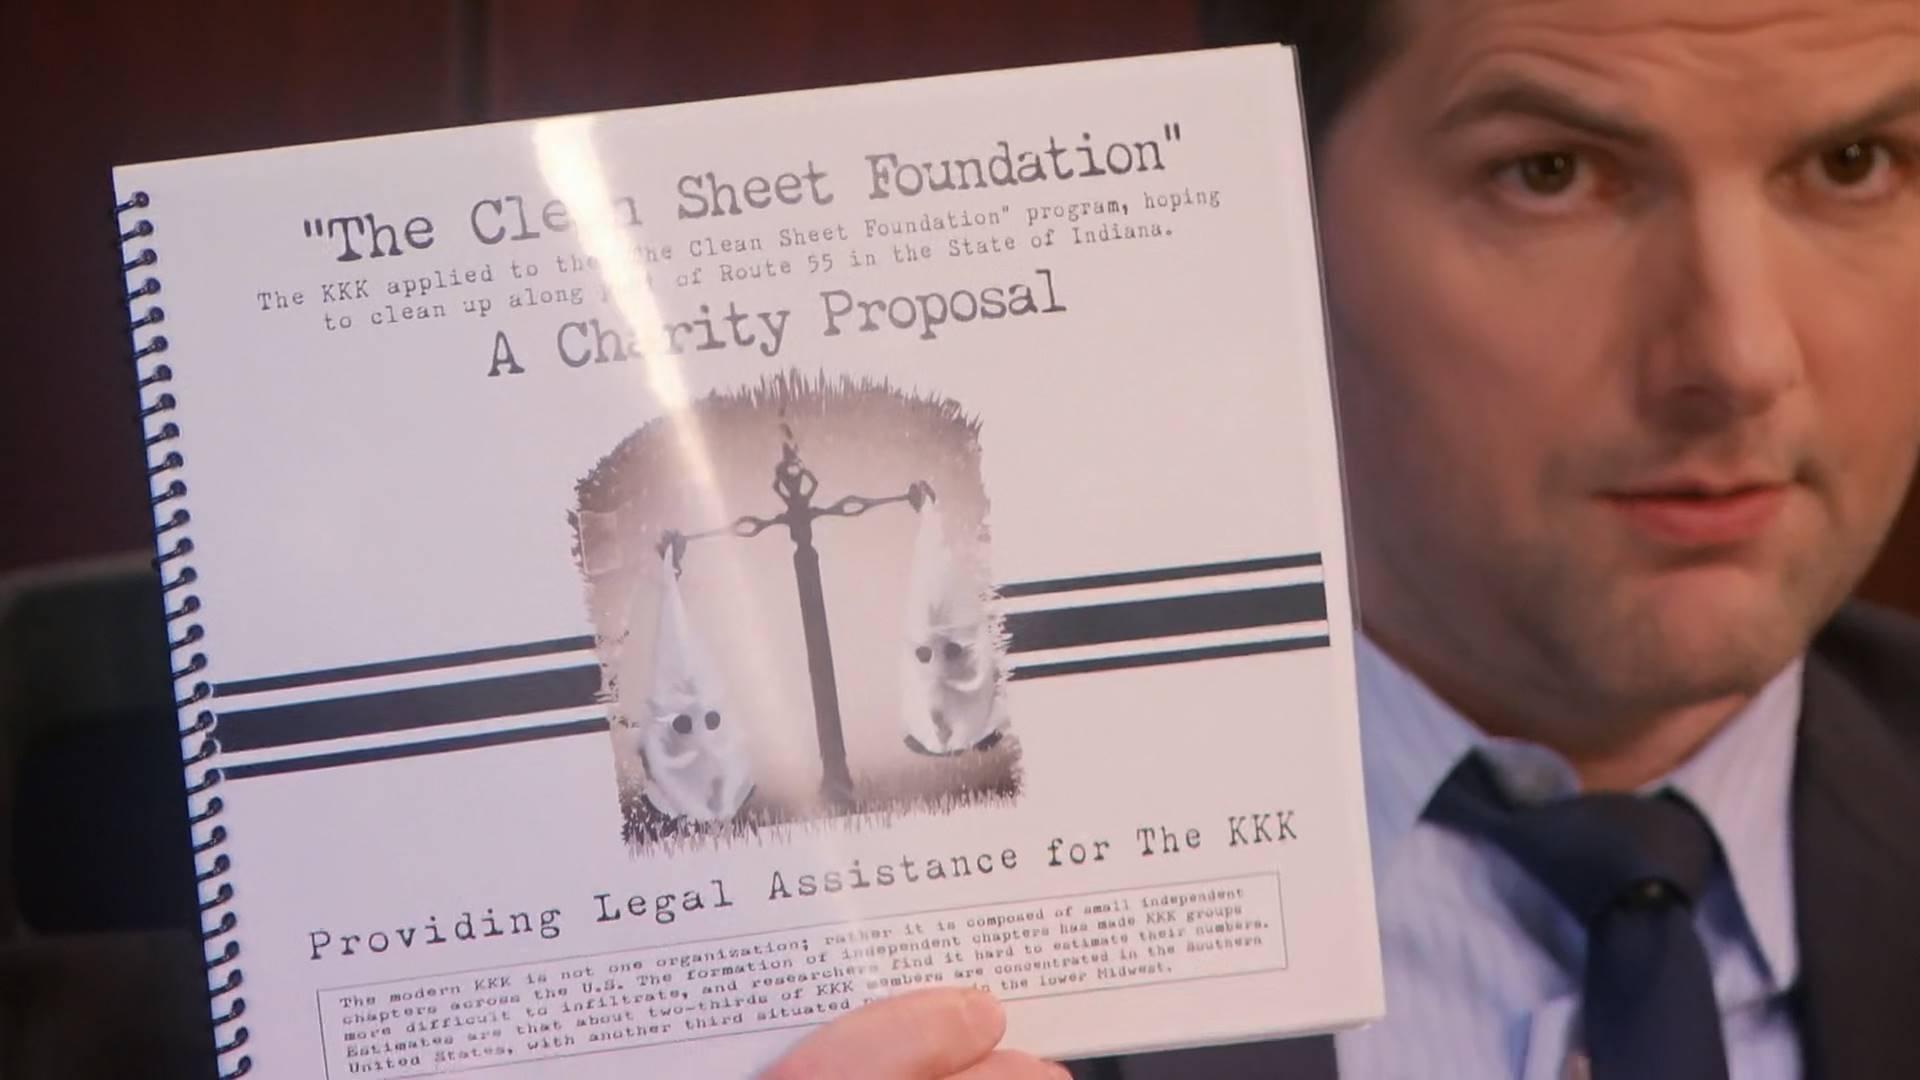 "The Clean Sheet Foundation"
The KKK applied to the "The Clean Sheet Foundation" program, hoping
to clean up along of Route 55 in the State of Indiana.
A Charity Proposal
Providing Legal Assistance for The KKK
The modern KKK is not one organization; rather it is composed of small independent
chapters across the U.S. The formation of independent chapters has made KKK groups
more difficult to infiltrate, and researchers find it hard to estimate their numbers.
Estimates are that about two-thirds of KKK members are concentrated in the Southern
United States, with another third situated in the lower Midwest.